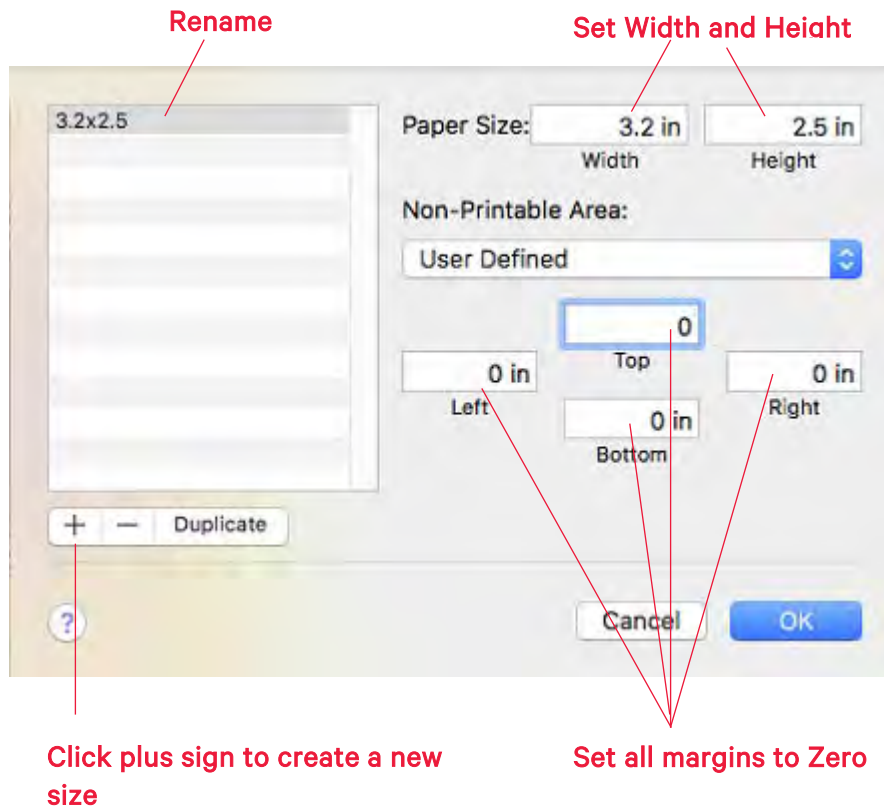 Rename
Set Width and Height
3.2x2.5
Paper Size:
3.2 in
2.5 in
Width
Height
Non-Printable Area:
User Defined
0
Top
0 in
0 in
Left
Right
0 in
Bottom
+ − Duplicate
?
Cancel
OK
Click plus sign to create a new
size
Set all margins to Zero